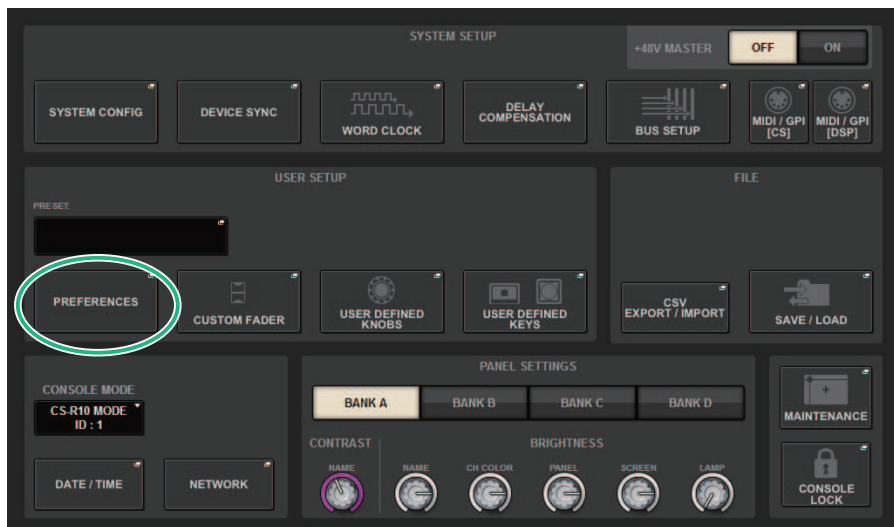 SYSTEM SETUP
+48V MASTER
OFF
ON
SYSTEM CONFIG
DEVICE SYNC
WORD CLOCK
DELAY
COMPENSATION
BUS SETUP
MIDI / GPI
[CS]
MIDI / GPI
[DSP]
USER SETUP
PRESET
PREFERENCES
CUSTOM FADER
USER DEFINED
KNOBS
USER DEFINED
KEYS
FILE
CSV
EXPORT / IMPORT
SAVE / LOAD
CONSOLE MODE
CS-R10 MODE
ID : 1
DATE / TIME
NETWORK
PANEL SETTINGS
BANK A
BANK B
BANK C
BANK D
CONTRAST
BRIGHTNESS
NAME
NAME
CH COLOR
PANEL
SCREEN
LAMP
MAINTENANCE
CONSOLE
LOCK